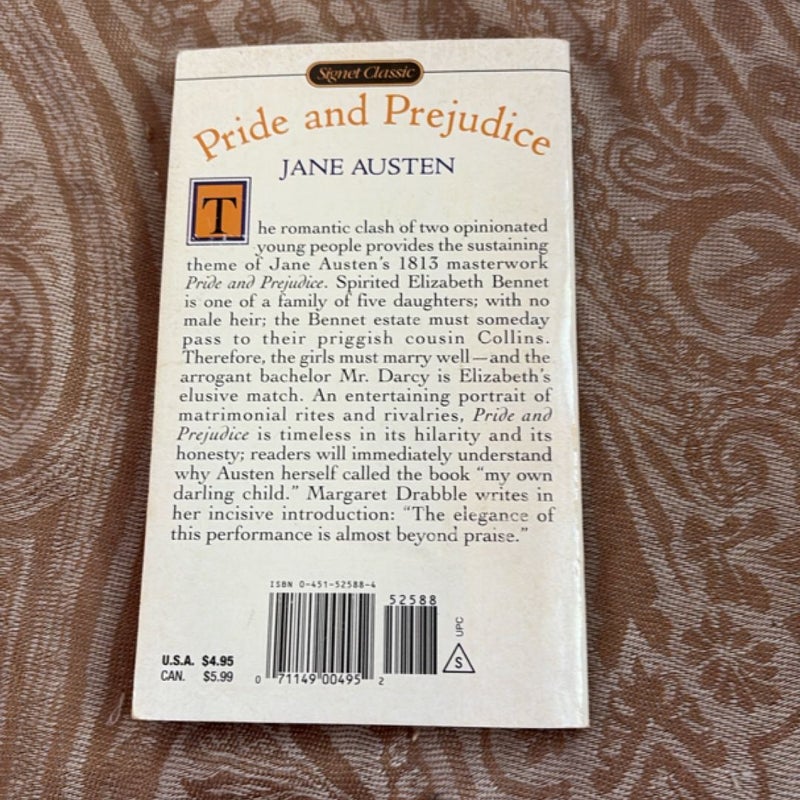 Signet Classic
Pride and Prejudice
JANE AUSTEN
The romantic clash of two opinionated
young people provides the sustaining
theme of Jane Austen's 1813 masterwork
Pride and Prejudice. Spirited Elizabeth Bennet
is one of a family of five daughters; with no
male heir; the Bennet estate must someday
pass to their priggish cousin Collins.
Therefore, the girls must marry well—and the
arrogant bachelor Mr. Darcy is Elizabeth's
elusive match. An entertaining portrait of
matrimonial rites and rivalries, Pride and
Prejudice is timeless in its hilarity and its
honesty; readers will immediately understand
why Austen herself called the book "my own
darling child." Margaret Drabble writes in
her incisive introduction: "The elegance of
this performance is almost beyond praise."
ISBN 0-451-52588-4
52588
UPC
S
U.S.A. $4.95
CAN. $5.99
0 71149 00495 2